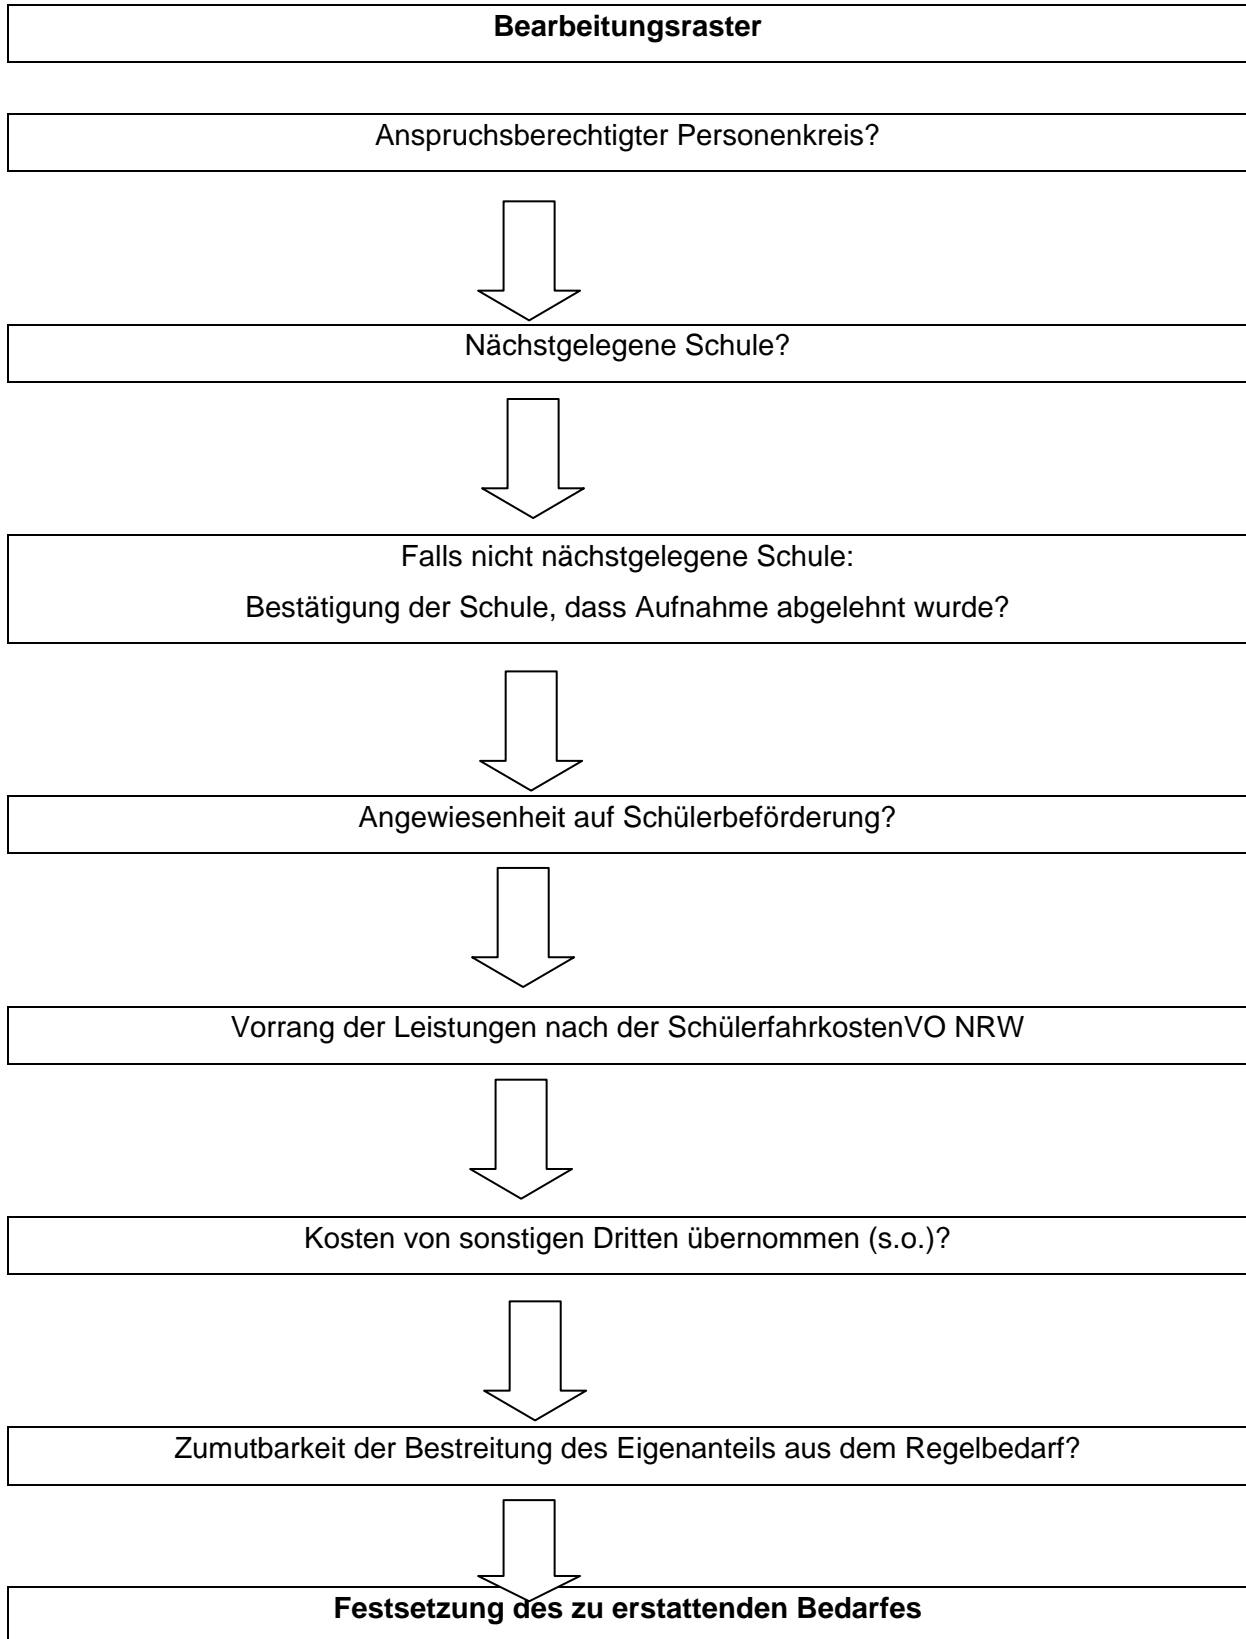 Bearbeitungsraster
Anspruchsberechtigter Personenkreis?
Nächstgelegene Schule?
Falls nicht nächstgelegene Schule:
Bestätigung der Schule, dass Aufnahme abgelehnt wurde?
Angewiesenheit auf Schülerbeförderung?
Vorrang der Leistungen nach der SchülerfahrkostenVO NRW
Kosten von sonstigen Dritten übernommen (s.o.)?
Zumutbarkeit der Bestreitung des Eigenanteils aus dem Regelbedarf?
Festsetzung des zu erstattenden Bedarfes